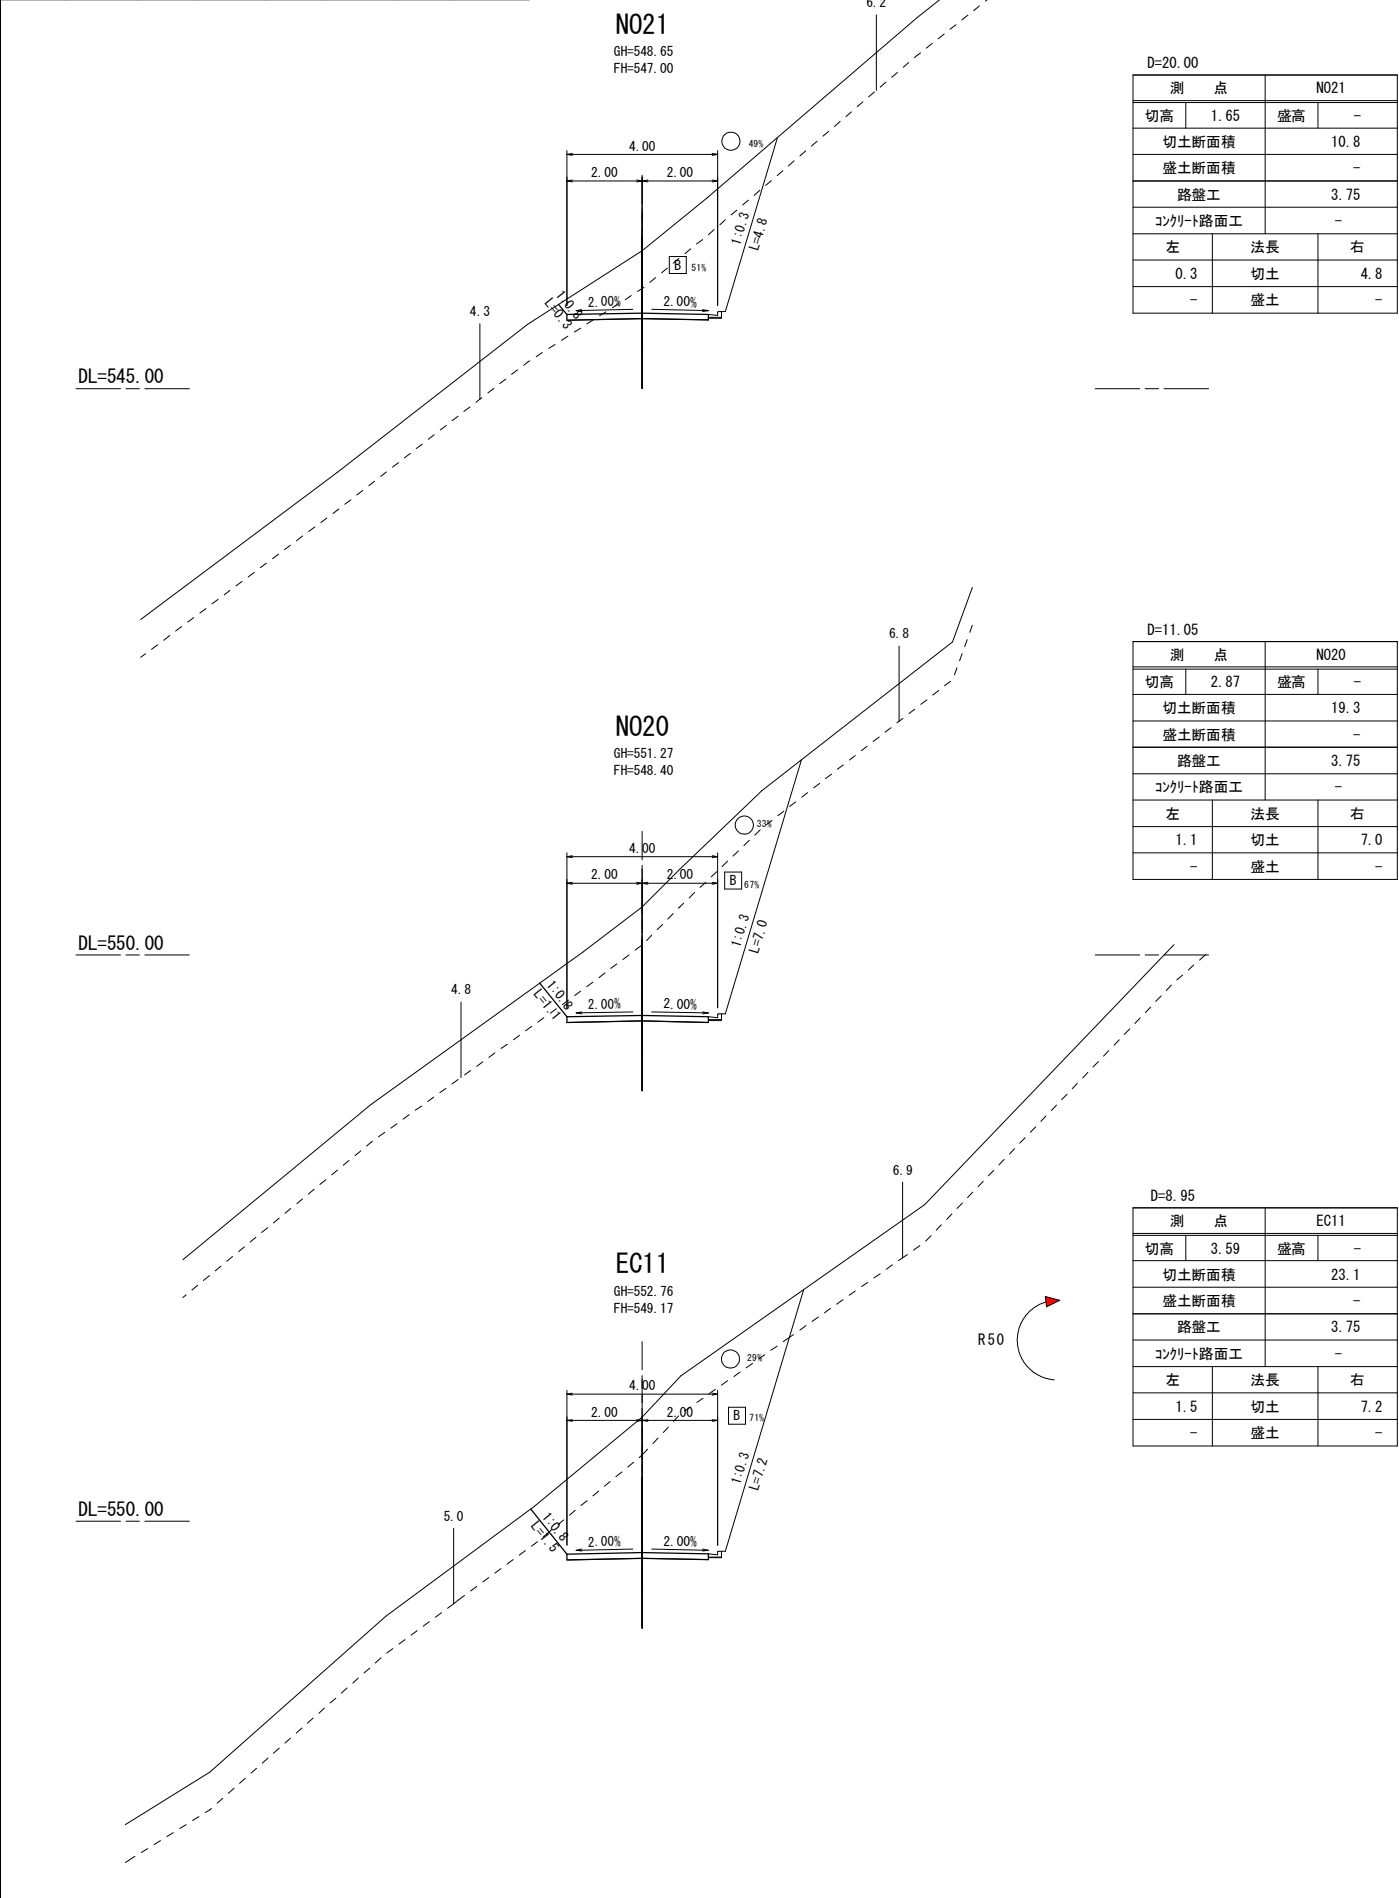 6.2
NO21
GH=548.65
FH=547.00
49%
4.00
2.00 2.00
1:0.3
L=4.8
B 51%
1:0.8
L=0.3
2.00% 2.00%
4.3
DL=545.00
D=20.00
測 点 NO21
切高 1.65 盛高 -
切土断面積 10.8
盛土断面積 -
路盤工 3.75
コンクリート路面工 -
左 法長 右
0.3 切土 4.8
- 盛土 -
6.8
NO20
GH=551.27
FH=548.40
33%
4.00
2.00 2.00
B 67%
1:0.3
L=7.0
DL=550.00
4.8
1:0.8
L=1.1
2.00% 2.00%
D=11.05
測 点 NO20
切高 2.87 盛高 -
切土断面積 19.3
盛土断面積 -
路盤工 3.75
コンクリート路面工 -
左 法長 右
1.1 切土 7.0
- 盛土 -
6.9
EC11
GH=552.76
FH=549.17
29%
4.00
2.00 2.00
B 71%
1:0.3
L=7.2
DL=550.00
5.0
1:0.8
L=1.5
2.00% 2.00%
R50
D=8.95
測 点 EC11
切高 3.59 盛高 -
切土断面積 23.1
盛土断面積 -
路盤工 3.75
コンクリート路面工 -
左 法長 右
1.5 切土 7.2
- 盛土 -